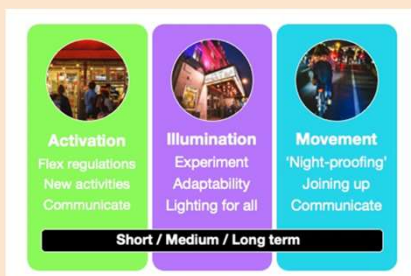 Activation
Flex regulations
New activities
Communicate
Illumination
Experiment
Adaptability
Lighting for all
Movement
'Night-proofing'
Joining up
Communicate
Short / Medium / Long term